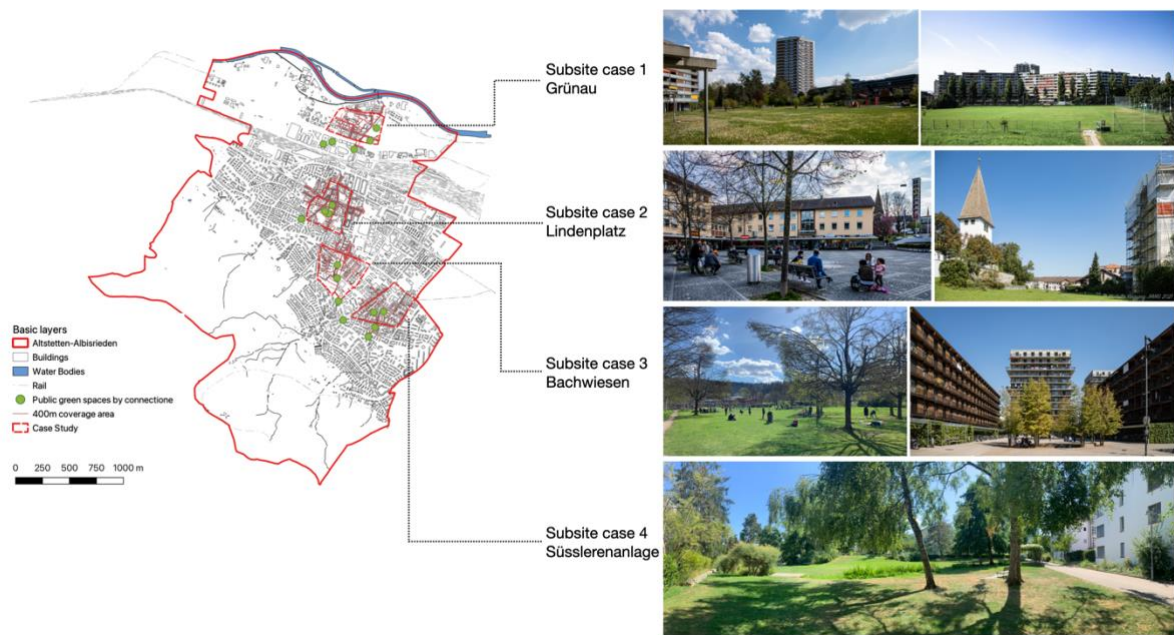 Subsite case 1
Grünau
Subsite case 2
Lindenplatz
Subsite case 3
Bachwiesen
Subsite case 4
Süsslerenanlage
Basic layers
Altstetten-Albisrieden
Buildings
Water Bodies
Rail
Public green spaces by connectione
400m coverage area
Case Study
0 250 500 750 1000 m